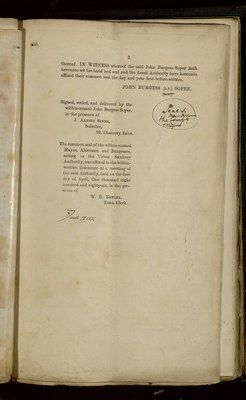 5
thereof IN WITNESS whereof the said John Burgess Soper hath
hereunto set his hand and seal and the Local Authority have hereunto
affixed their common seal the day and year first before-written.
JOHN BURGESS (L.S.) SOPER.
Signed, sealed, and delivered by the
within-named John Burgess Soper,
in the presence of
Solicitor,
Chancery Lane.
Seal of
the
The common seal of the within-named
Mayor, Aldermen and Burgesses,
acting as the Urban Sanitary
Authority, was affixed to the within-
written indenture at a meeting of
the said Authority, held on the first
day of April, One thousand eight
hundred and eighty-six, in the pre-
sence of
Town Clerk.